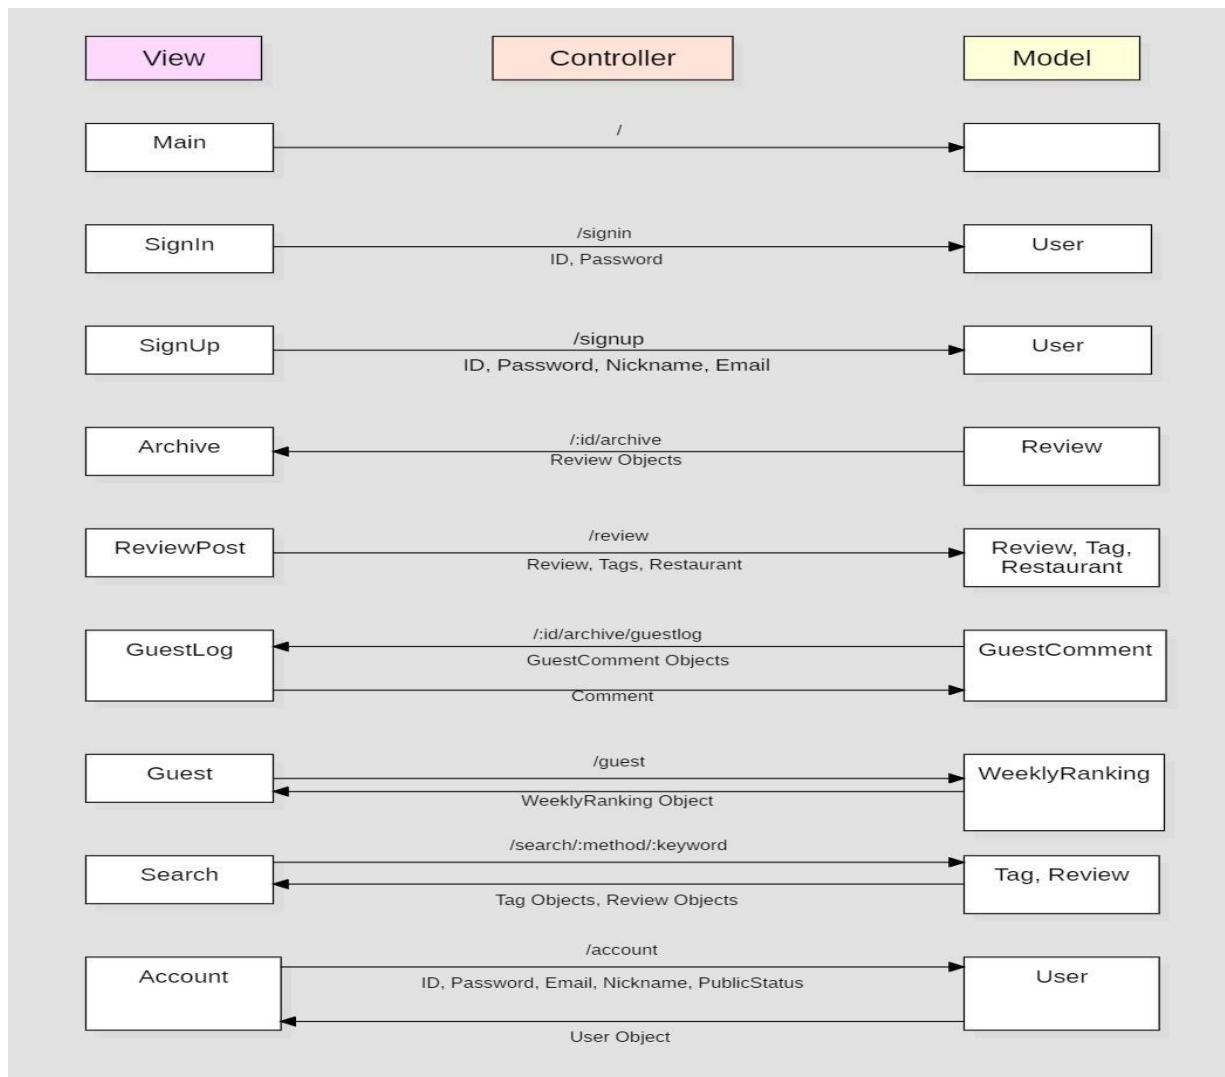 View
Controller
Model
Main
/
SignIn
/signin
ID, Password
User
SignUp
/signup
ID, Password, Nickname, Email
User
Archive
/:id/archive
Review Objects
Review
ReviewPost
/review
Review, Tags, Restaurant
Review, Tag,
Restaurant
GuestLog
/:id/archive/guestlog
GuestComment Objects
Comment
GuestComment
Guest
/guest
WeeklyRanking Object
WeeklyRanking
Search
/search/:method/:keyword
Tag Objects, Review Objects
Tag, Review
Account
/account
ID, Password, Email, Nickname, PublicStatus
User Object
User